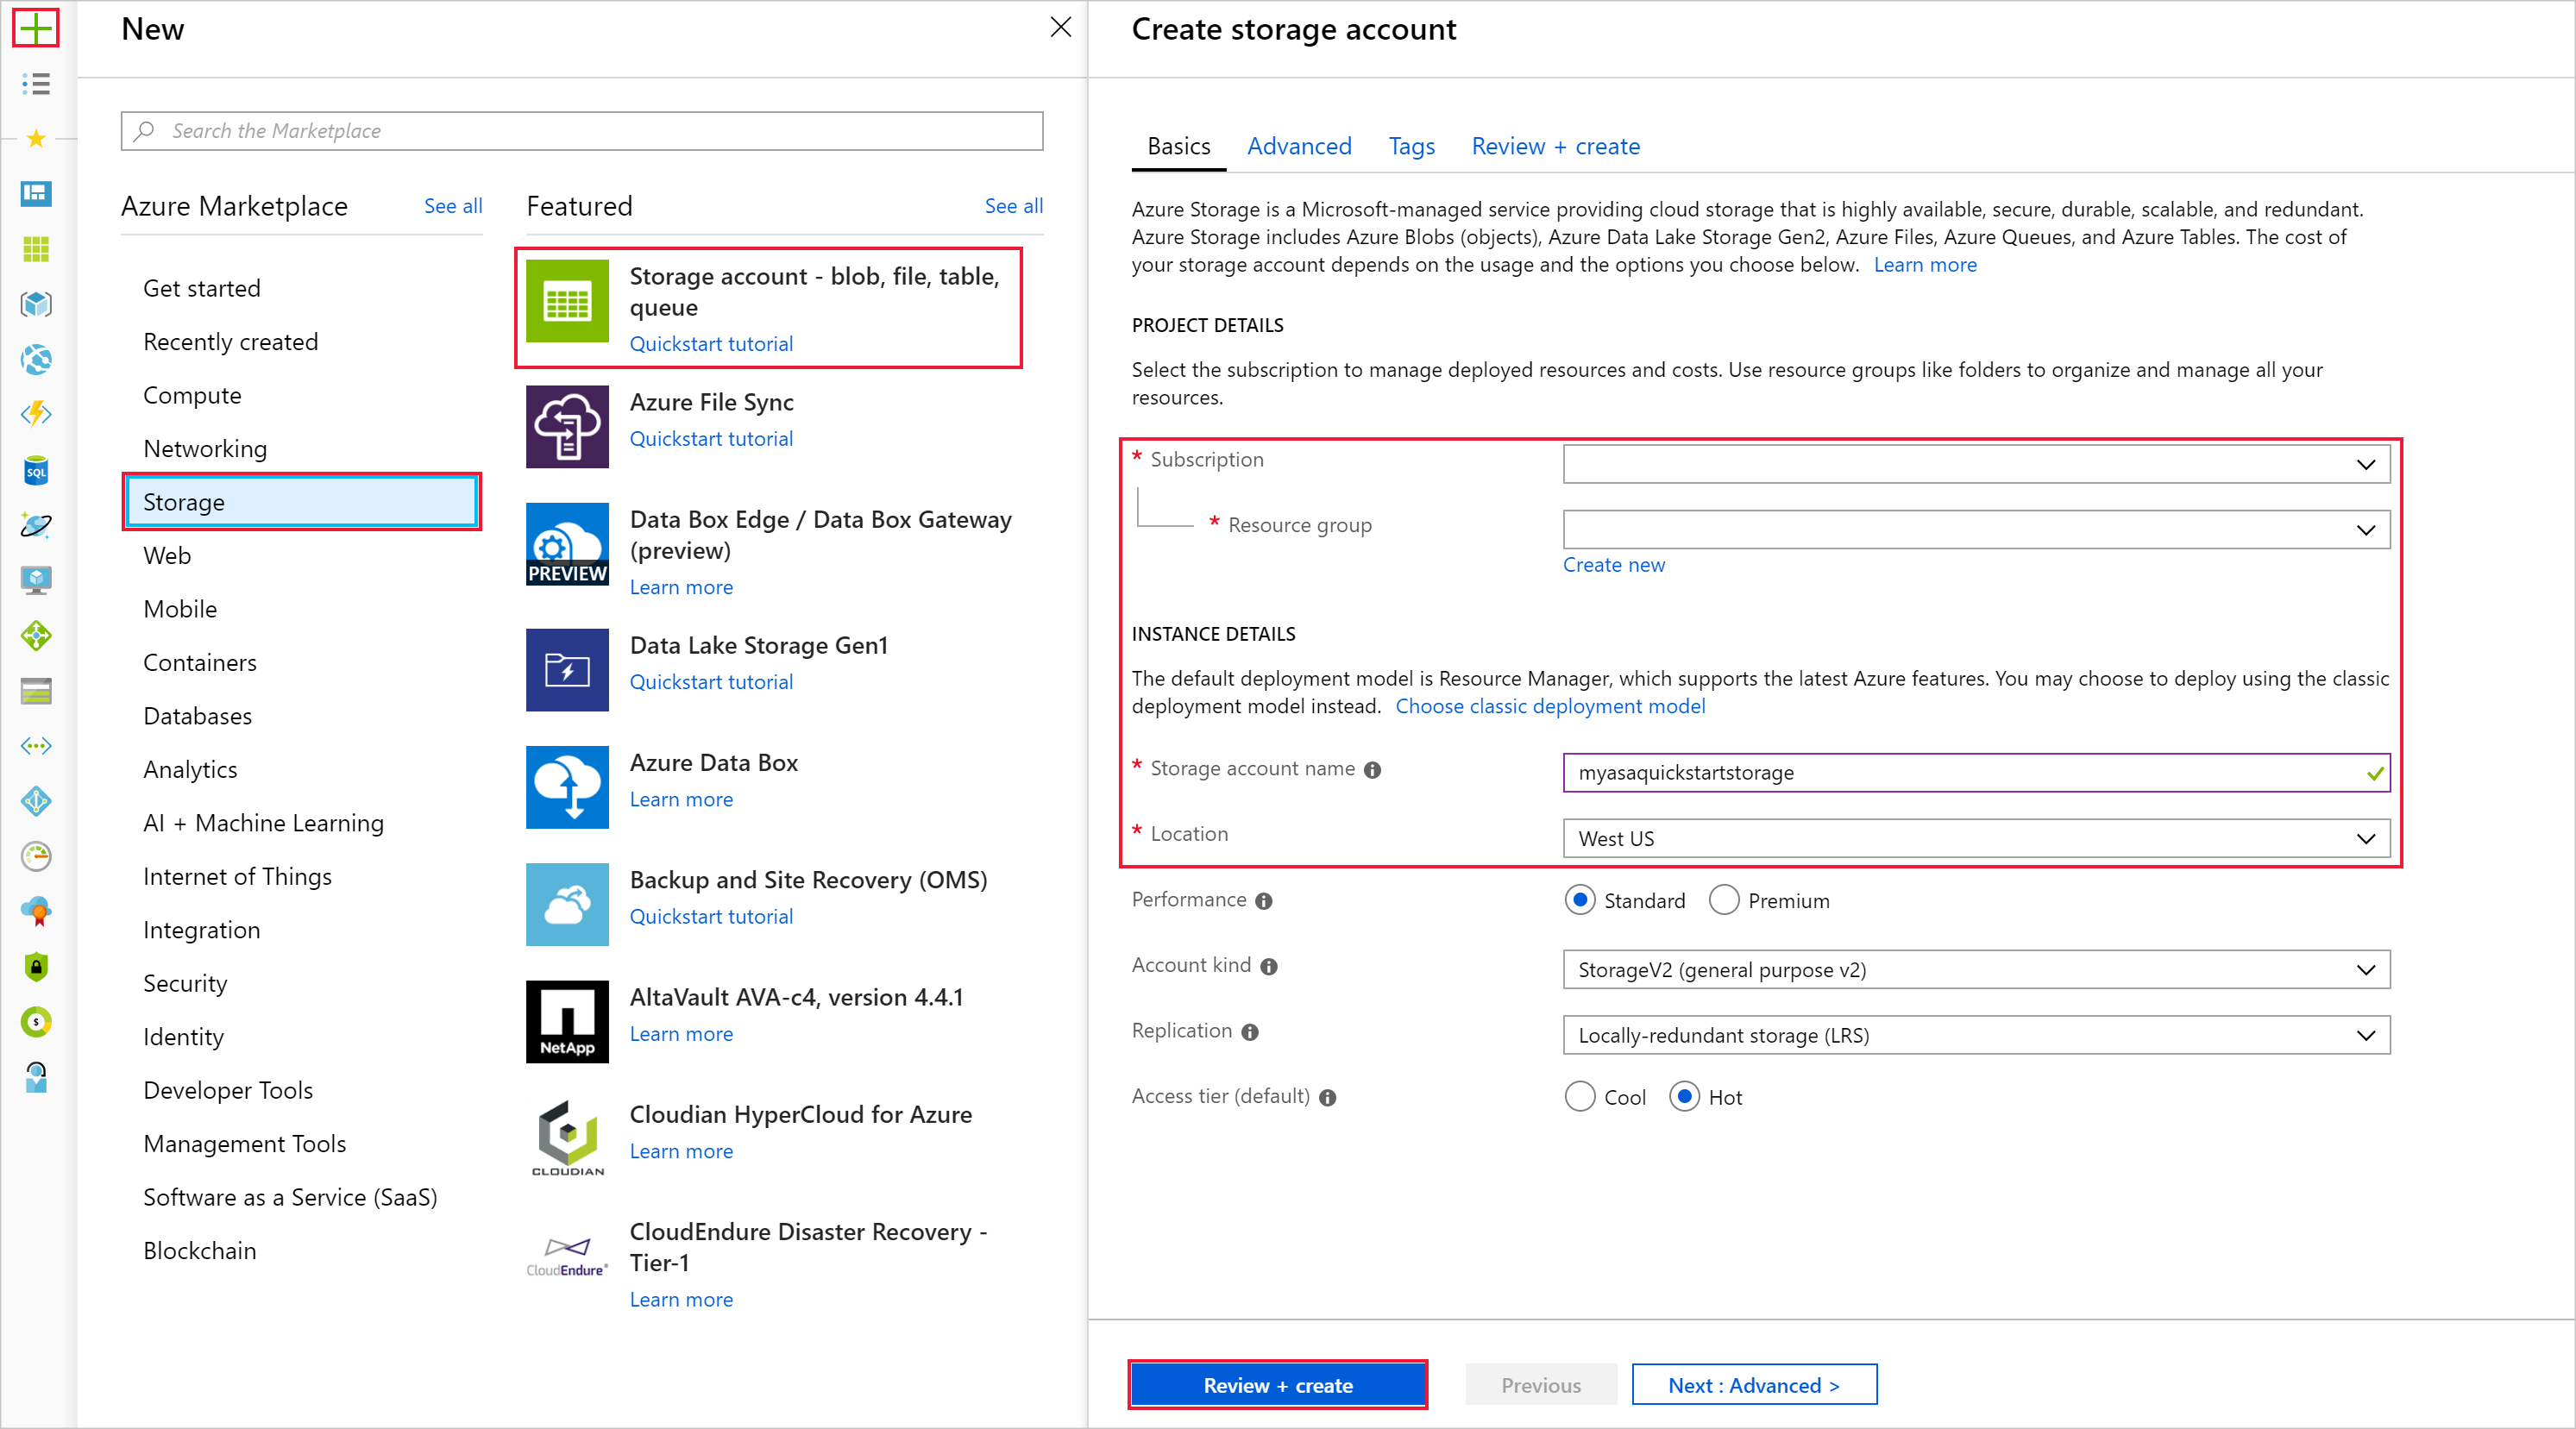 New
Search the Marketplace
Azure Marketplace
See all
Get started
Recently created
Compute
Networking
Storage
Web
Mobile
Containers
Databases
Analytics
AI + Machine Learning
Internet of Things
Integration
Security
Identity
Developer Tools
Management Tools
Software as a Service (SaaS)
Blockchain
SQL
$
Featured
See all
Storage account - blob, file, table,
queue
Quickstart tutorial
Azure File Sync
Quickstart tutorial
PREVIEW
Data Box Edge / Data Box Gateway
(preview)
Learn more
Data Lake Storage Gen1
Quickstart tutorial
Azure Data Box
Learn more
Backup and Site Recovery (OMS)
Quickstart tutorial
NetApp
AltaVault AVA-c4, version 4.4.1
Learn more
CLOUDIAN
Cloudian HyperCloud for Azure
Learn more
CloudEndure®
CloudEndure Disaster Recovery -
Tier-1
Learn more
Create storage account
Basics Advanced Tags Review + create
Azure Storage is a Microsoft-managed service providing cloud storage that is highly available, secure, durable, scalable, and redundant.
Azure Storage includes Azure Blobs (objects), Azure Data Lake Storage Gen2, Azure Files, Azure Queues, and Azure Tables. The cost of
your storage account depends on the usage and the options you choose below. Learn more
PROJECT DETAILS
Select the subscription to manage deployed resources and costs. Use resource groups like folders to organize and manage all your
resources.
* Subscription
* Resource group
Create new
INSTANCE DETAILS
The default deployment model is Resource Manager, which supports the latest Azure features. You may choose to deploy using the classic
deployment model instead. Choose classic deployment model
* Storage account name myasaquickstartstorage
* Location West US
Performance Standard Premium
Account kind StorageV2 (general purpose v2)
Replication Locally-redundant storage (LRS)
Access tier (default) Cool Hot
Review + create Previous Next : Advanced >